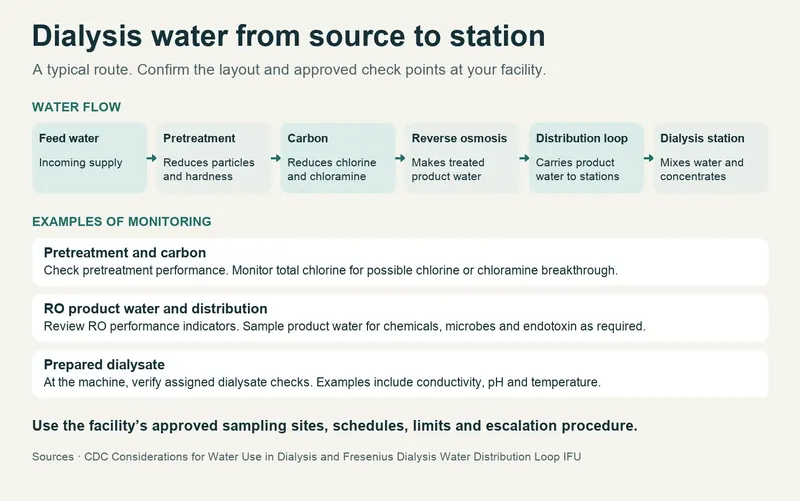 Dialysis water from source to station
A typical route. Confirm the layout and approved check points at your facility.
WATER FLOW
Feed water
Incoming supply
Pretreatment
Reduces particles
and hardness
Carbon
Reduces chlorine
and chloramine
Reverse osmosis
Makes treated
product water
Distribution loop
Carries product
water to stations
Dialysis station
Mixes water and
concentrates
EXAMPLES OF MONITORING
Pretreatment and carbon
Check pretreatment performance. Monitor total chlorine for possible chlorine or chloramine breakthrough.
RO product water and distribution
Review RO performance indicators. Sample product water for chemicals, microbes and endotoxin as required.
Prepared dialysate
At the machine, verify assigned dialysate checks. Examples include conductivity, pH and temperature.
Use the facility’s approved sampling sites, schedules, limits and escalation procedure.
Sources · CDC Considerations for Water Use in Dialysis and Fresenius Dialysis Water Distribution Loop IFU